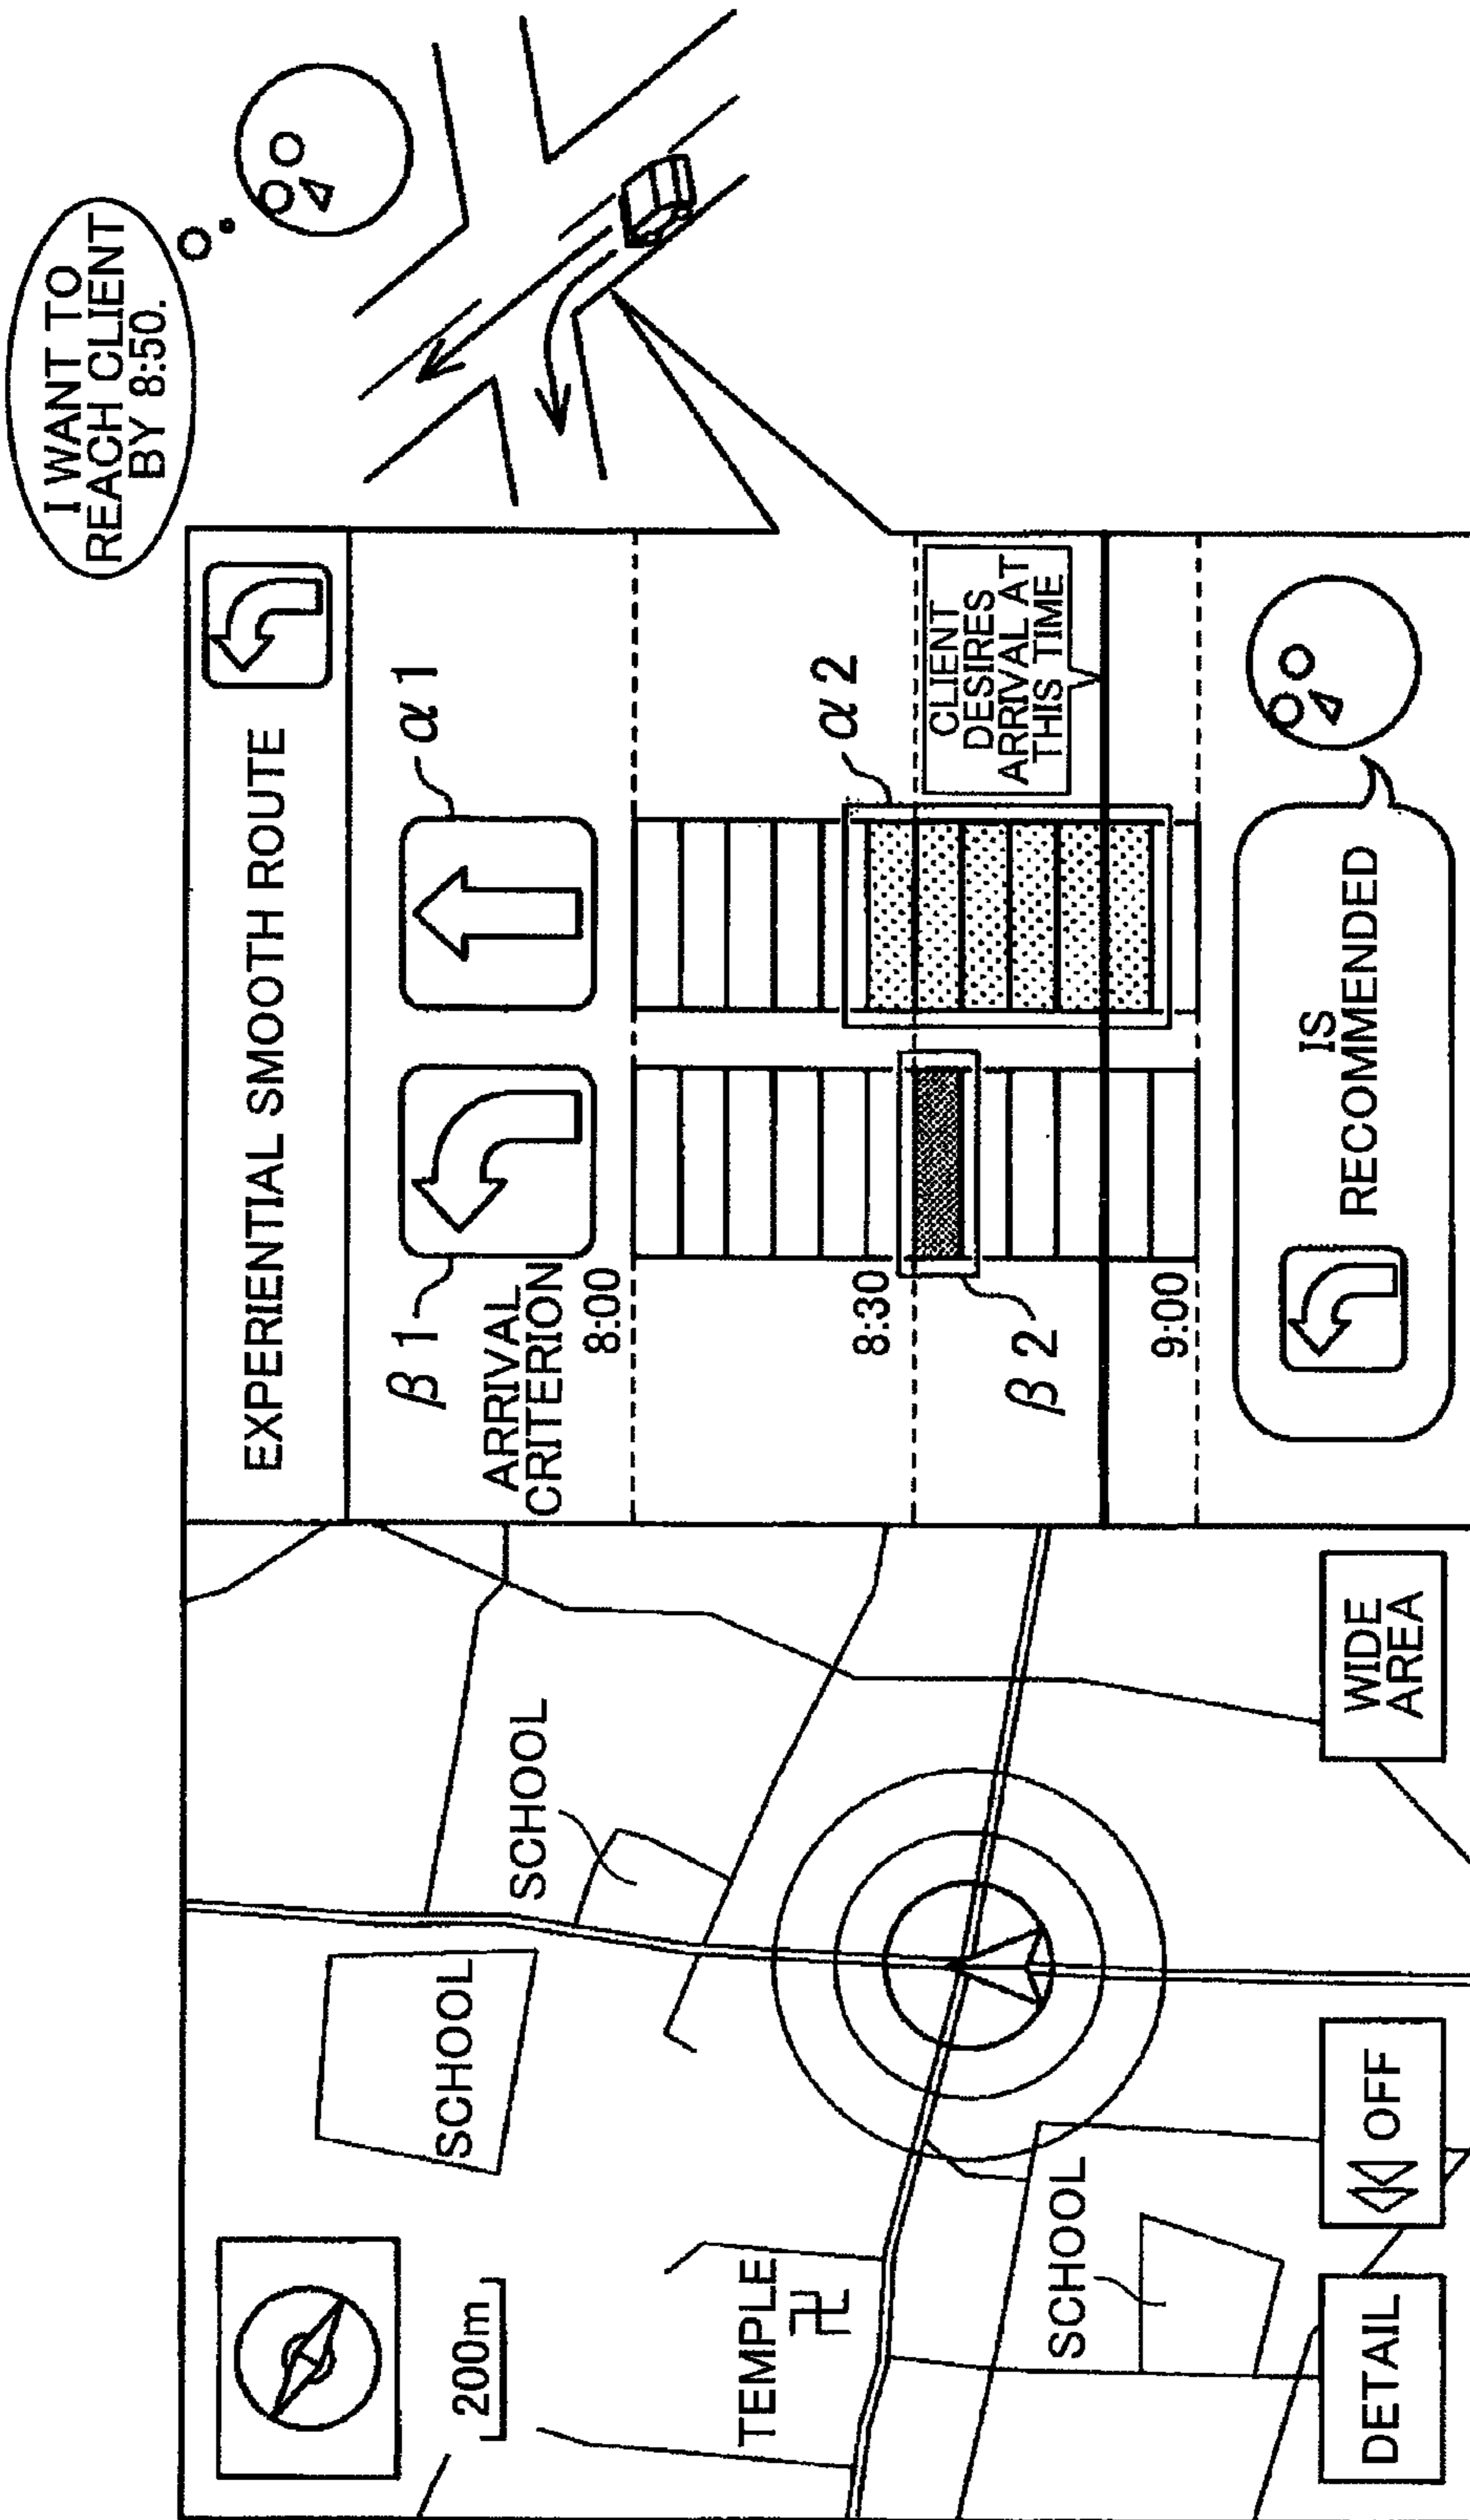 I WANT TO
REACH CLIENT
BY 8:50.
EXPERIENTIAL SMOOTH ROUTE
β1
α1
ARRIVAL
CRITERION
8:00
8:30
9:00
α2
β2
CLIENT
DESIRES
ARRIVAL AT
THIS TIME
IS
RECOMMENDED
200m
SCHOOL
SCHOOL
TEMPLE
卍
SCHOOL
DETAIL
OFF
WIDE
AREA